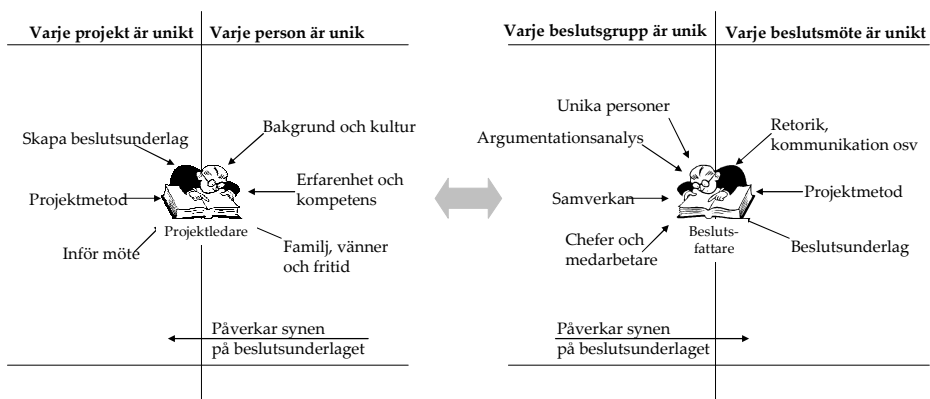 Varje projekt är unikt
Varje person är unik
Skapa beslutsunderlag
Bakgrund och kultur
Projektmetod
Erfarenhet och
kompetens
Projektledare
Inför möte
Familj, vänner
och fritid
Påverkar synen
på beslutsunderlaget
Varje beslutsgrupp är unik
Varje beslutsmöte är unikt
Unika personer
Argumentationsanalys
Retorik,
kommunikation osv
Samverkan
Projektmetod
Chefer och
medarbetare
Besluts-
fattare
Beslutsunderlag
Påverkar synen
på beslutsunderlaget